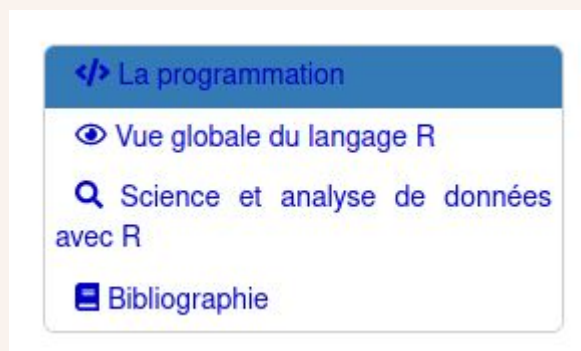 La programmation
Vue globale du langage R
Science et analyse de données
avec R
Bibliographie